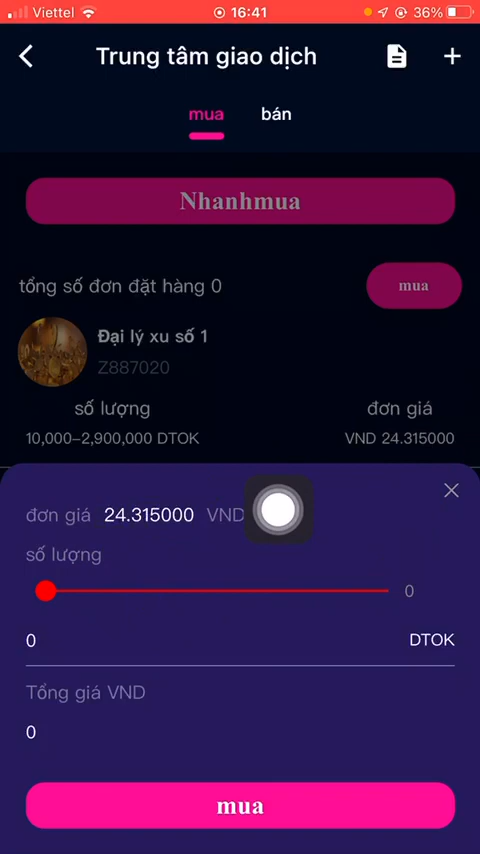 Viettel 16:41 36%
Trung tâm giao dịch
mua bán
Nhanhmua
tổng số đơn đặt hàng 0 mua
Đại lý xu số 1
Z887020
số lượng đơn giá
10,000–2,900,000 DTOK VND 24.315000
đơn giá 24.315000 VND
số lượng
0
0 DTOK
Tổng giá VND
0
mua